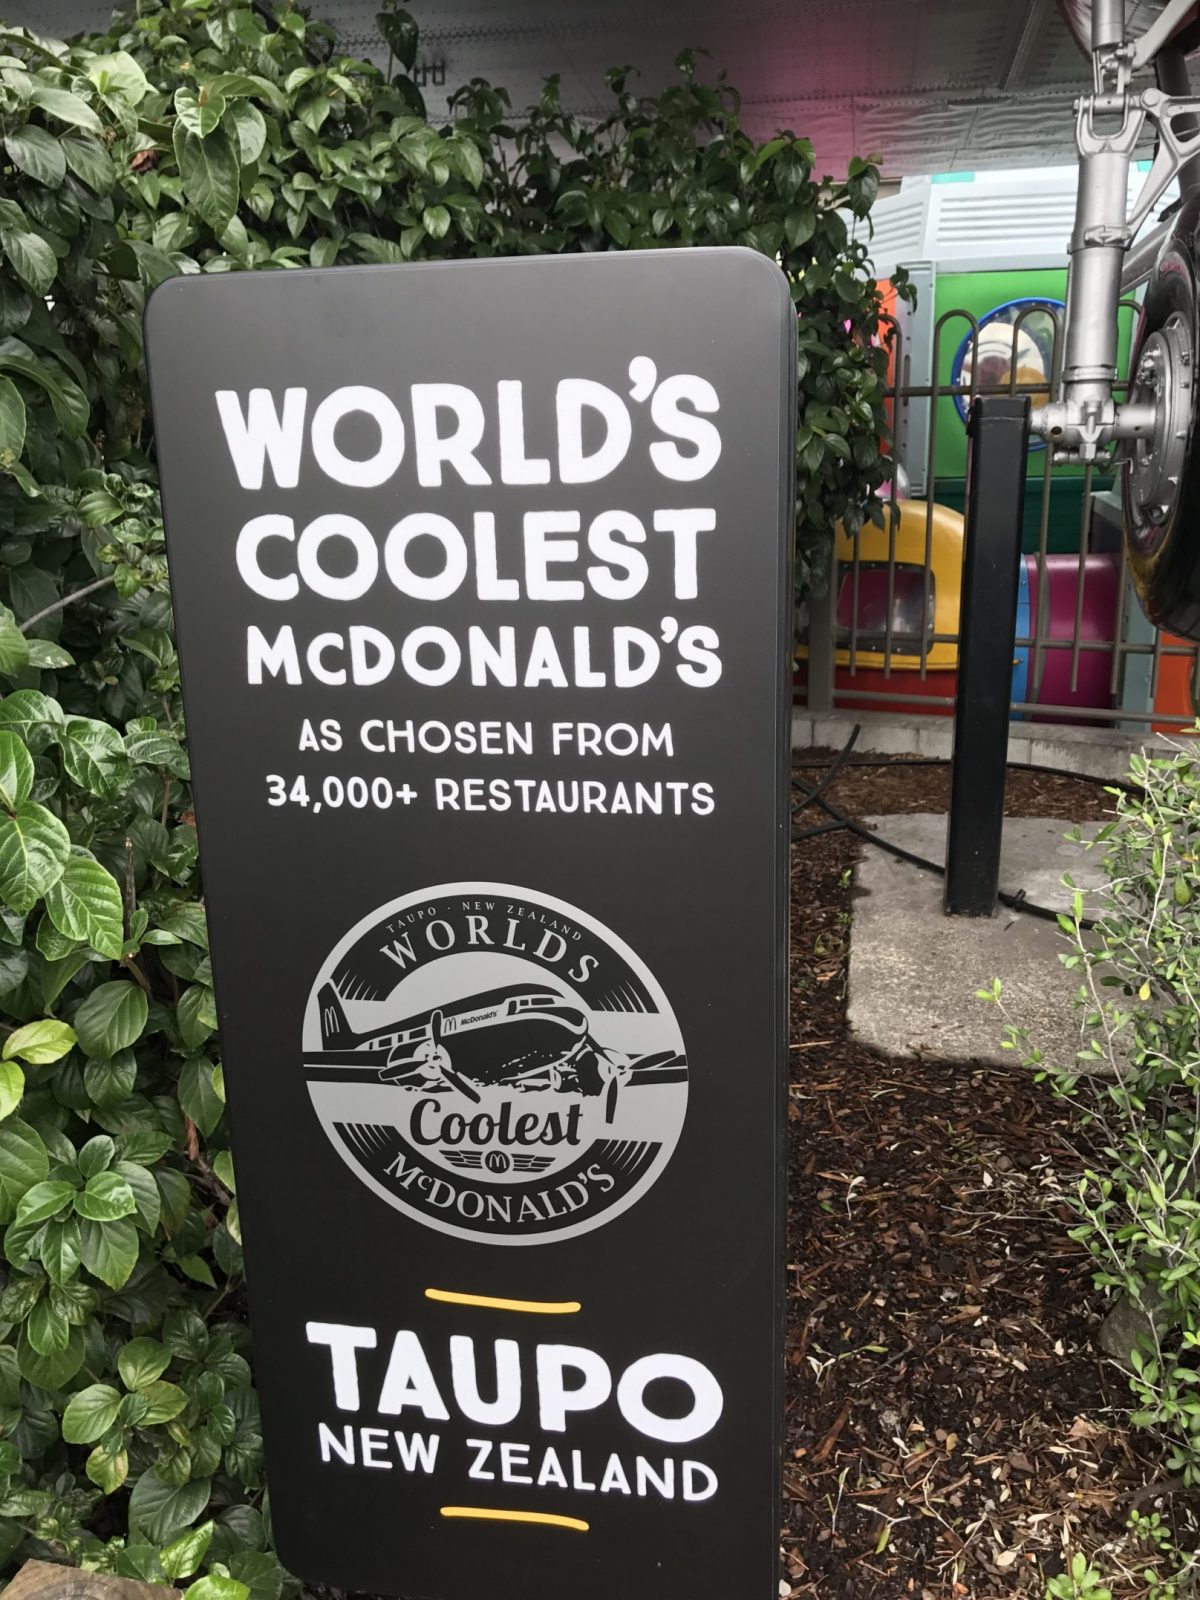 WORLD'S
COOLEST
McDONALD'S
AS CHOSEN FROM
34,000+ RESTAURANTS
TAUPO - NEW ZEALAND
WORLDS
McDonald's
Coolest
McDONALD'S
TAUPO
NEW ZEALAND